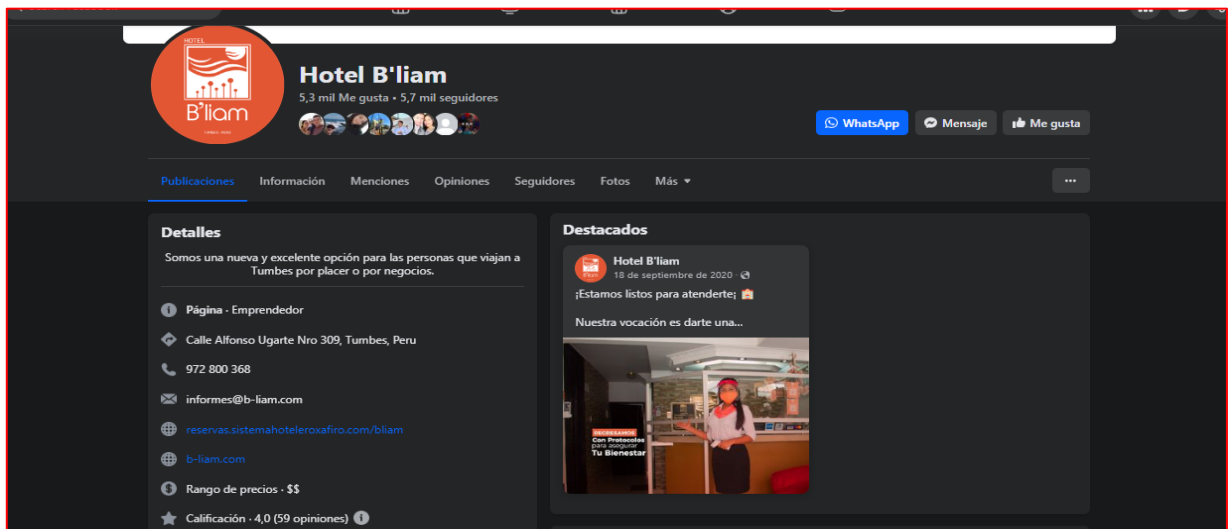 HOTEL
B'liam
Hotel B'liam
5,3 mil Me gusta • 5,7 mil seguidores
WhatsApp
Mensaje
Me gusta
Publicaciones
Información
Menciones
Opiniones
Seguidores
Fotos
Más
Detalles
Somos una nueva y excelente opción para las personas que viajan a
Tumbes por placer o por negocios.
Página · Emprendedor
Calle Alfonso Ugarte Nro 309, Tumbes, Peru
972 800 368
informes@b-liam.com
reservas.sistemahoteleroxafiro.com/bliam
b-liam.com
Rango de precios · $$
Calificación · 4,0 (59 opiniones)
Destacados
Hotel B'liam
18 de septiembre de 2020 ·
¡Estamos listos para atenderte¡
Nuestra vocación es darte una...
REGRESAMOS
Con Protocolos
para asegurar
Tu Bienestar